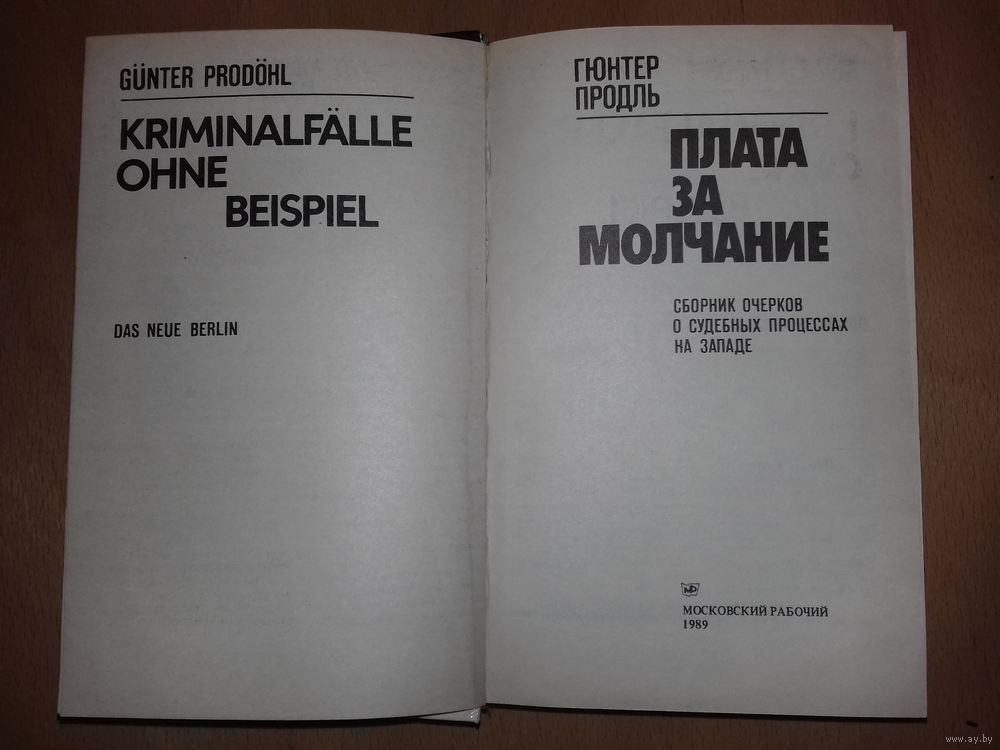 GÜNTER PRODÖHL
KRIMINALFÄLLE
OHNE
BEISPIEL
DAS NEUE BERLIN
ГЮНТЕР
ПРОДЛЬ
ПЛАТА
ЗА
МОЛЧАНИЕ
СБОРНИК ОЧЕРКОВ
О СУДЕБНЫХ ПРОЦЕССАХ
НА ЗАПАДЕ
МР
МОСКОВСКИЙ РАБОЧИЙ
1989
www.ay.by